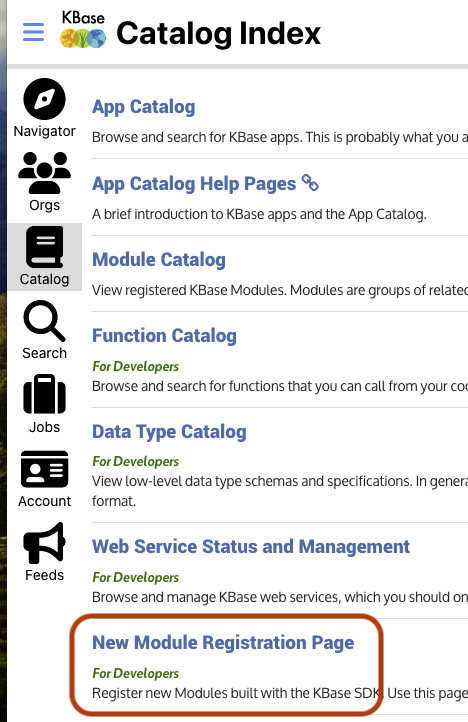 KBase
Catalog Index
Navigator
Orgs
Catalog
Search
Jobs
Account
Feeds
App Catalog
Browse and search for KBase apps. This is probably what you a
App Catalog Help Pages
A brief introduction to KBase apps and the App Catalog.
Module Catalog
View registered KBase Modules. Modules are groups of related
Function Catalog
For Developers
Browse and search for functions that you can call from your co
Data Type Catalog
For Developers
View low-level data type schemas and specifications. In genera
format.
Web Service Status and Management
For Developers
Browse and manage KBase web services, which you should on
New Module Registration Page
For Developers
Register new Modules built with the KBase SDK. Use this page